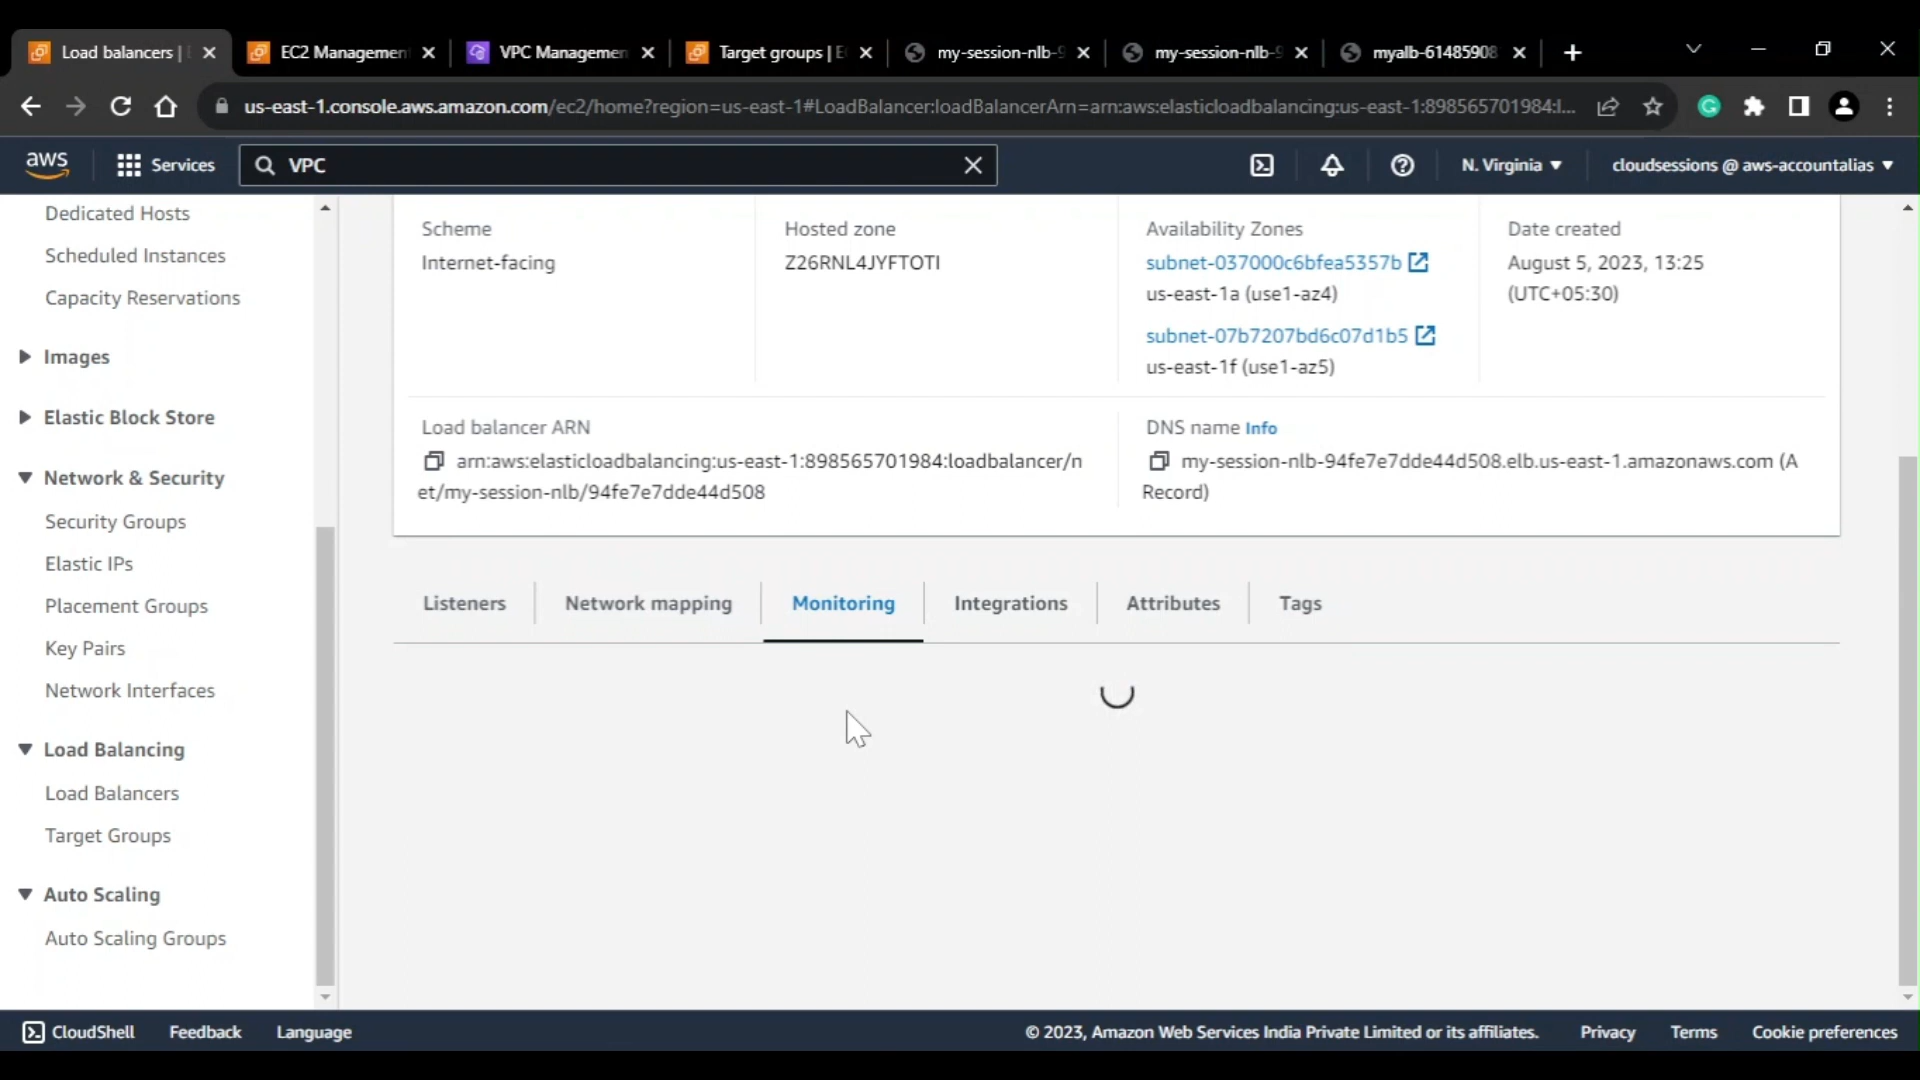 Load balancers |
EC2 Management
VPC Management
Target groups | E
my-session-nlb-9
my-session-nlb-9
myalb-61485908
us-east-1.console.aws.amazon.com/ec2/home?region=us-east-1#LoadBalancer:loadBalancerArn=arn:aws:elasticloadbalancing:us-east-1:898565701984:l...
aws
Services
VPC
N. Virginia
cloudsessions @ aws-accountalias
Dedicated Hosts
Scheduled Instances
Capacity Reservations
Images
Elastic Block Store
Network & Security
Security Groups
Elastic IPs
Placement Groups
Key Pairs
Network Interfaces
Load Balancing
Load Balancers
Target Groups
Auto Scaling
Auto Scaling Groups
Scheme
Internet-facing
Hosted zone
Z26RNL4JYFTOTI
Availability Zones
subnet-037000c6bfea5357b
us-east-1a (use1-az4)
subnet-07b7207bd6c07d1b5
us-east-1f (use1-az5)
Date created
August 5, 2023, 13:25
(UTC+05:30)
Load balancer ARN
arn:aws:elasticloadbalancing:us-east-1:898565701984:loadbalancer/n
et/my-session-nlb/94fe7e7dde44d508
DNS name Info
my-session-nlb-94fe7e7dde44d508.elb.us-east-1.amazonaws.com (A
Record)
Listeners
Network mapping
Monitoring
Integrations
Attributes
Tags
CloudShell
Feedback
Language
© 2023, Amazon Web Services India Private Limited or its affiliates.
Privacy
Terms
Cookie preferences